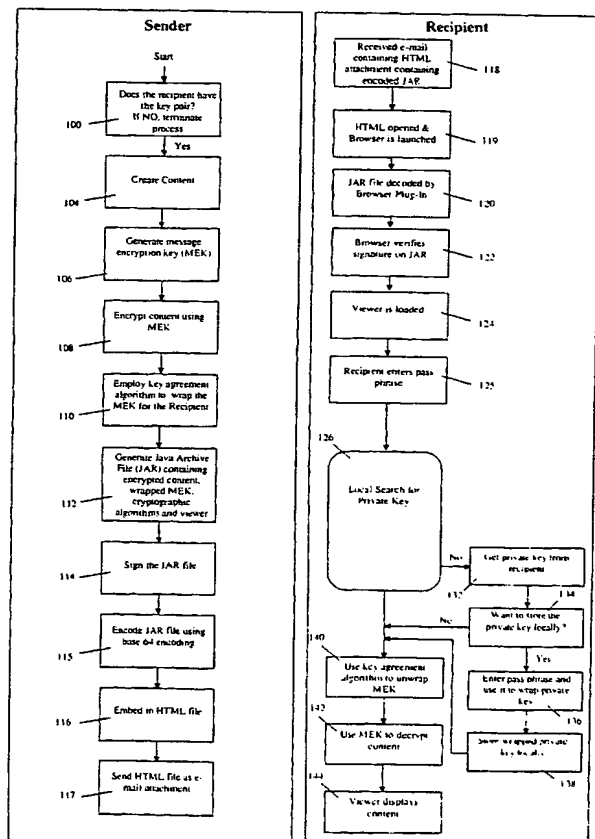 Sender
Start
Does the recipient have
the key pair?
If NO, terminate
process
100
Yes
Create Content
104
Generate message
encryption key (MEK)
106
Encrypt content using
MEK
108
Employ key agreement
algorithm to wrap the
MEK for the Recipient
110
Generate Java Archive
File (JAR) containing
encrypted content,
wrapped MEK,
cryptographic
algorithms and viewer
112
Sign the JAR file
114
Encode JAR file using
base 64 encoding
115
Embed in HTML file
116
Send HTML file as e-
mail attachment
117
Recipient
Received e-mail
containing HTML
attachment containing
encoded JAR
118
HTML opened &
Browser is launched
119
JAR file decoded by
Browser Plug-In
120
Browser verifies
signature on JAR
122
Viewer is loaded
124
Recipient enters pass
phrase
125
126
Local Search for
Private Key
No
Get private key from
recipient
132
134
Want to store the
private key locally?
No
Yes
Enter pass phrase and
use it to wrap private
key
136
Store wrapped private
key locally
138
140
Use key agreement
algorithm to unwrap
MEK
142
Use MEK to decrypt
content
144
Viewer displays
content